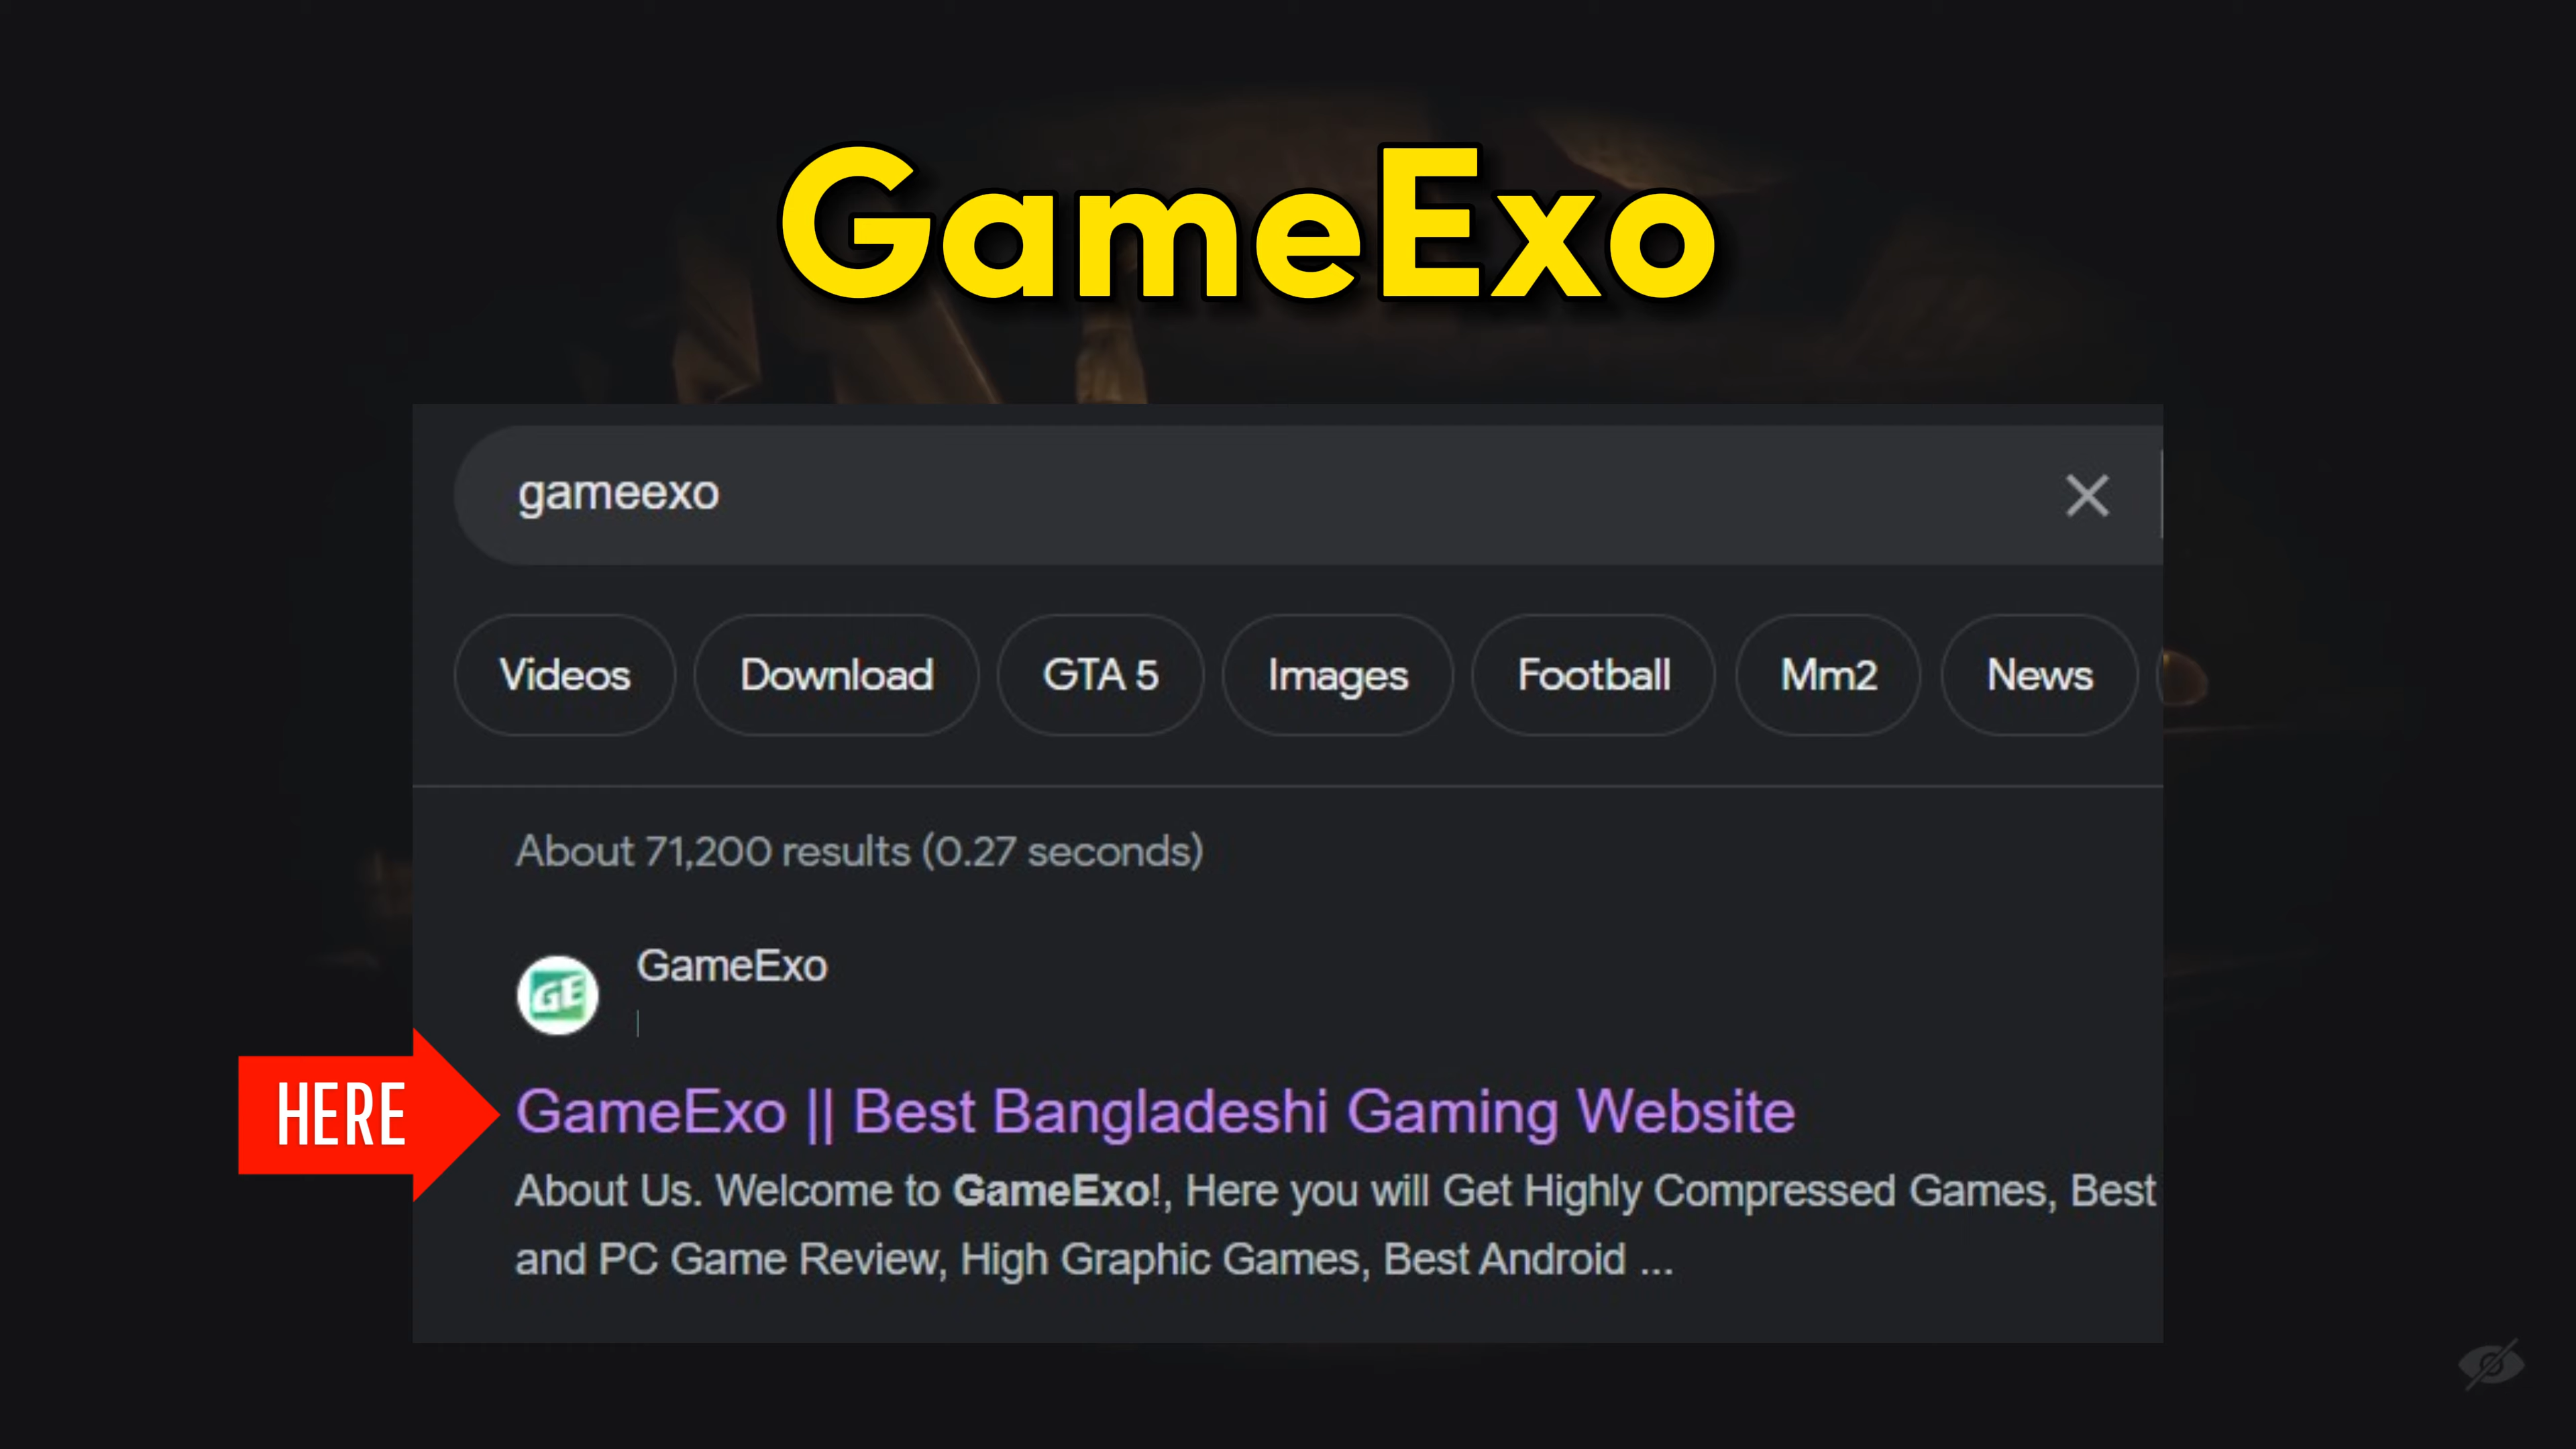 GameExo
gameexo
Videos Download GTA 5 Images Football Mm2 News
About 71,200 results (0.27 seconds)
GE
GameExo
HERE
GameExo || Best Bangladeshi Gaming Website
About Us. Welcome to GameExo!, Here you will Get Highly Compressed Games, Best
and PC Game Review, High Graphic Games, Best Android ...